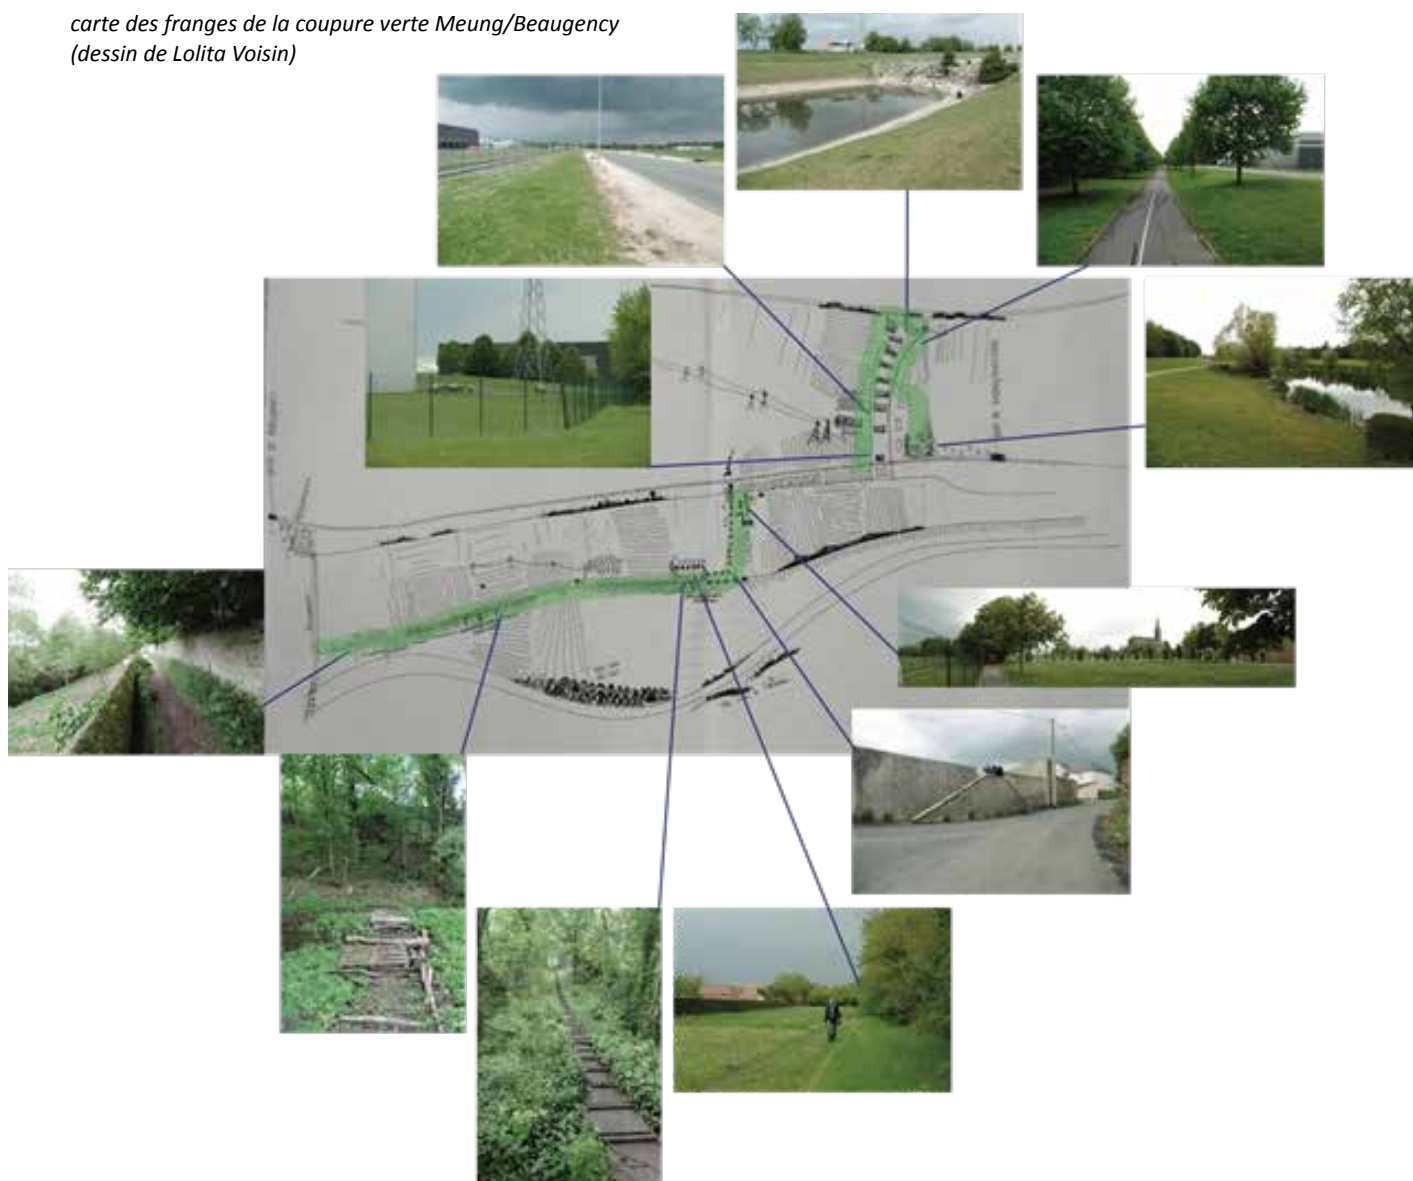 carte des franges de la coupure verte Meung/Beaugency
(dessin de Lolita Voisin)